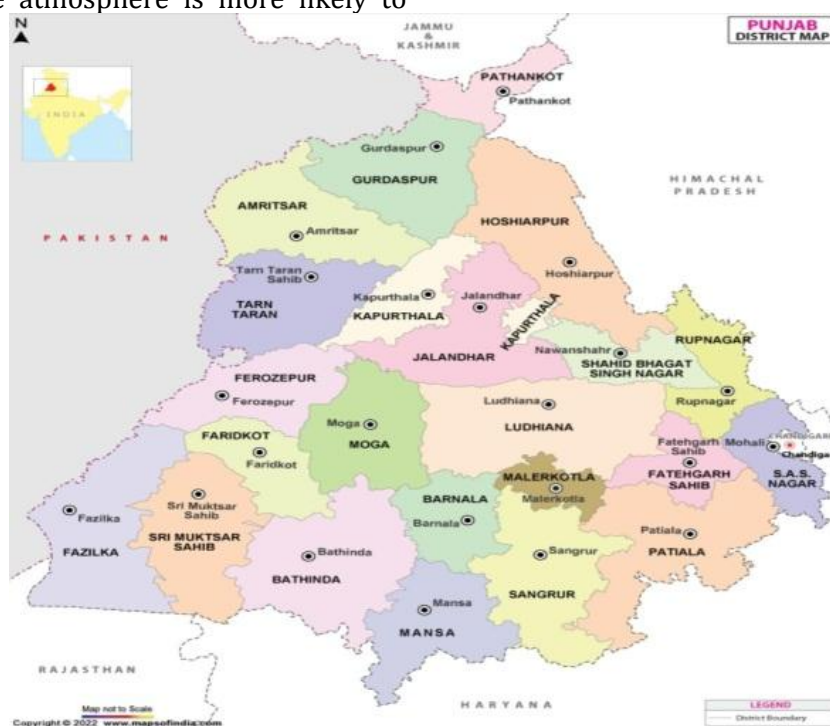 e atmosphere is more likely to
N
JAMMU
&
KASHMIR
PUNJAB
DISTRICT MAP
PATHANKOT
Pathankot
INDIA
Gurdaspur
GURDASPUR
HIMACHAL
PRADESH
AMRITSAR
HOSHIARPUR
Amritsar
PAKISTAN
Tarn Taran
Sahib
Hoshiarpur
TARN
TARAN
Kapurthala
KAPURTHALA
Jalandhar
KAPURTHALA
JALANDHAR
RUPNAGAR
Nawanshahr
SHAHID BHAGAT
SINGH NAGAR
FEROZEPUR
Ferozepur
Rupnagar
Ludhiana
LUDHIANA
Moga
MOGA
FARIDKOT
Faridkot
Fatehgarh
Sahib
FATEHGARH
SAHIB
Mohali
CHANDIGARH
Chandiga
S.A.S.
NAGAR
MALERKOTLA
Malerkotla
Sri Muktsar
Sahib
SRI MUKTSAR
SAHIB
BARNALA
Barnala
Fazilka
FAZILKA
Patiala
PATIALA
Bathinda
BATHINDA
Sangrur
SANGRUR
Mansa
MANSA
RAJASTHAN
HARYANA
Map not to Scale
Copyright © 2022 www.mapsofindia.com
LEGEND
District Boundary